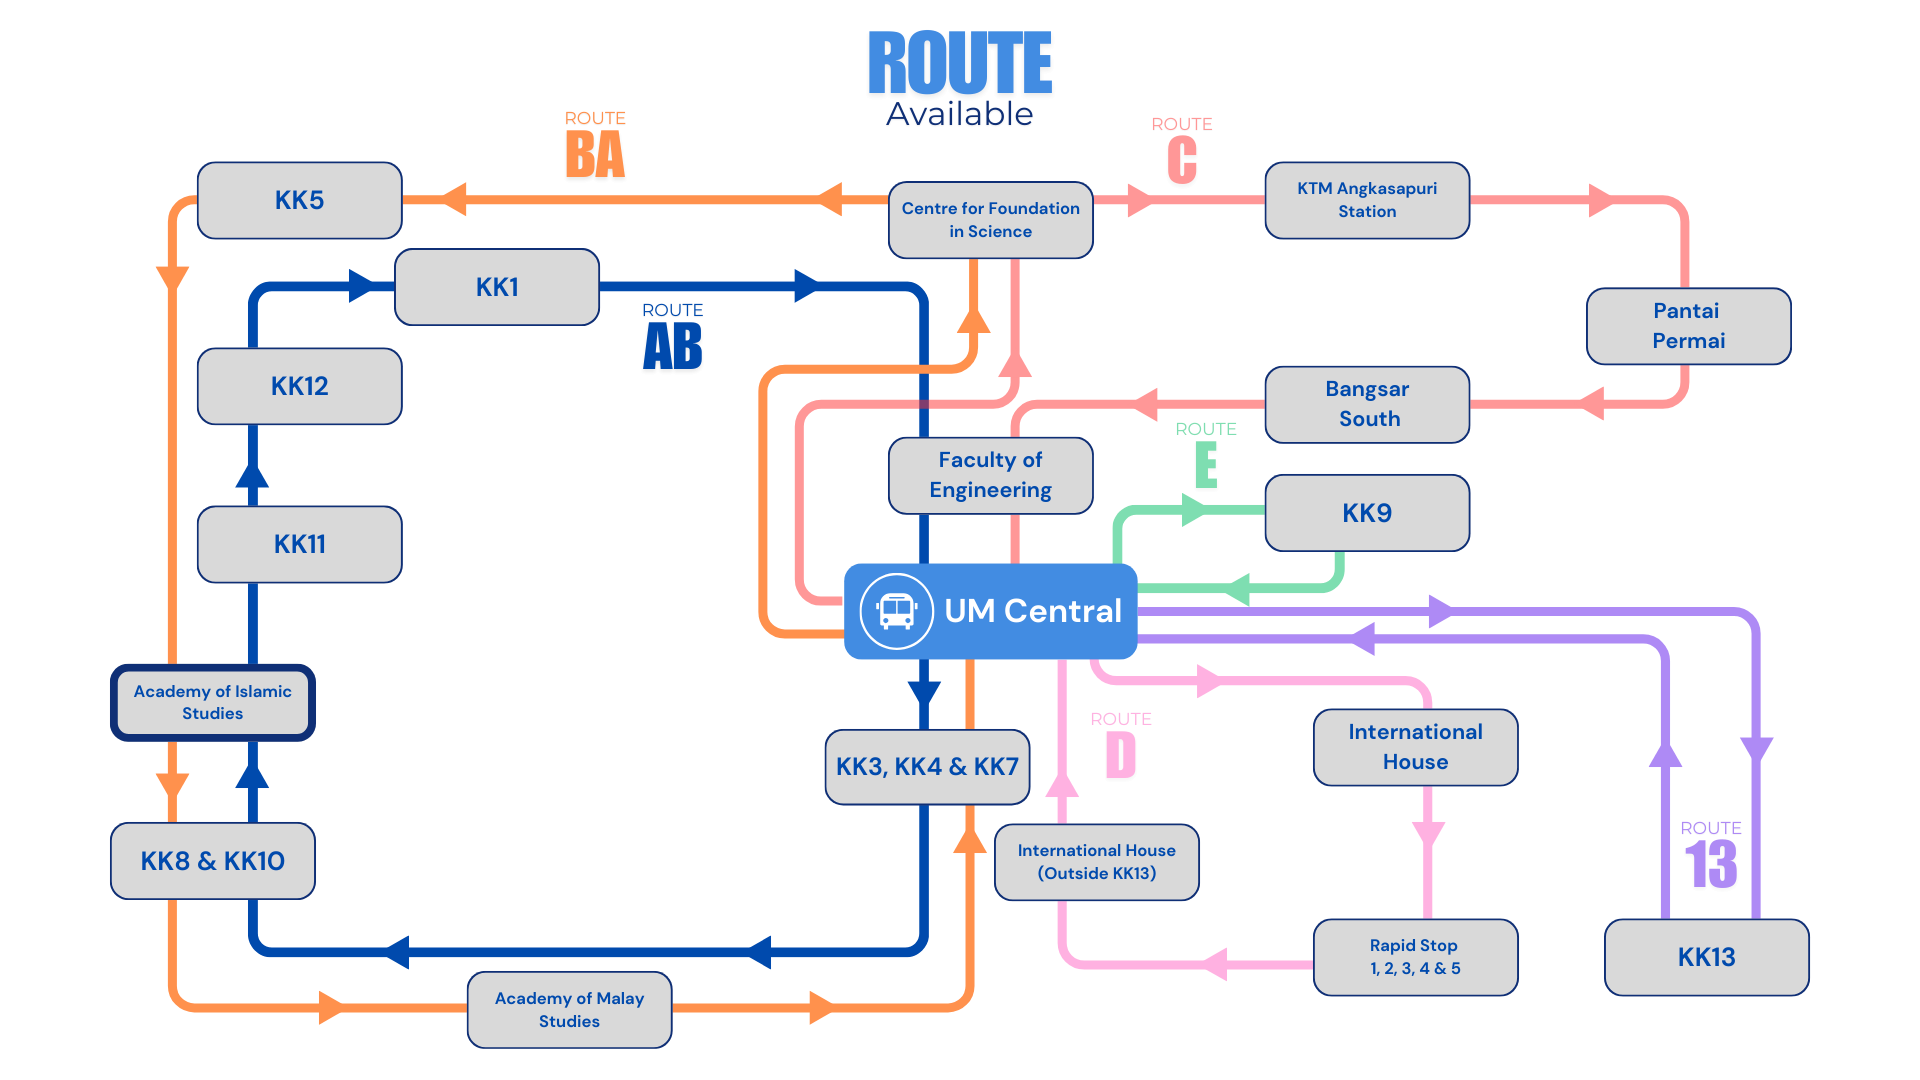 ROUTE
Available
ROUTE
BA
ROUTE
C
KK5
Centre for Foundation
in Science
KTM Angkasapuri
Station
KK1
ROUTE
AB
Pantai
Permai
KK12
Bangsar
South
ROUTE
E
Faculty of
Engineering
KK9
KK11
UM Central
Academy of Islamic
Studies
ROUTE
D
International
House
KK3, KK4 & KK7
KK8 & KK10
International House
(Outside KK13)
ROUTE
13
Rapid Stop
1, 2, 3, 4 & 5
KK13
Academy of Malay
Studies